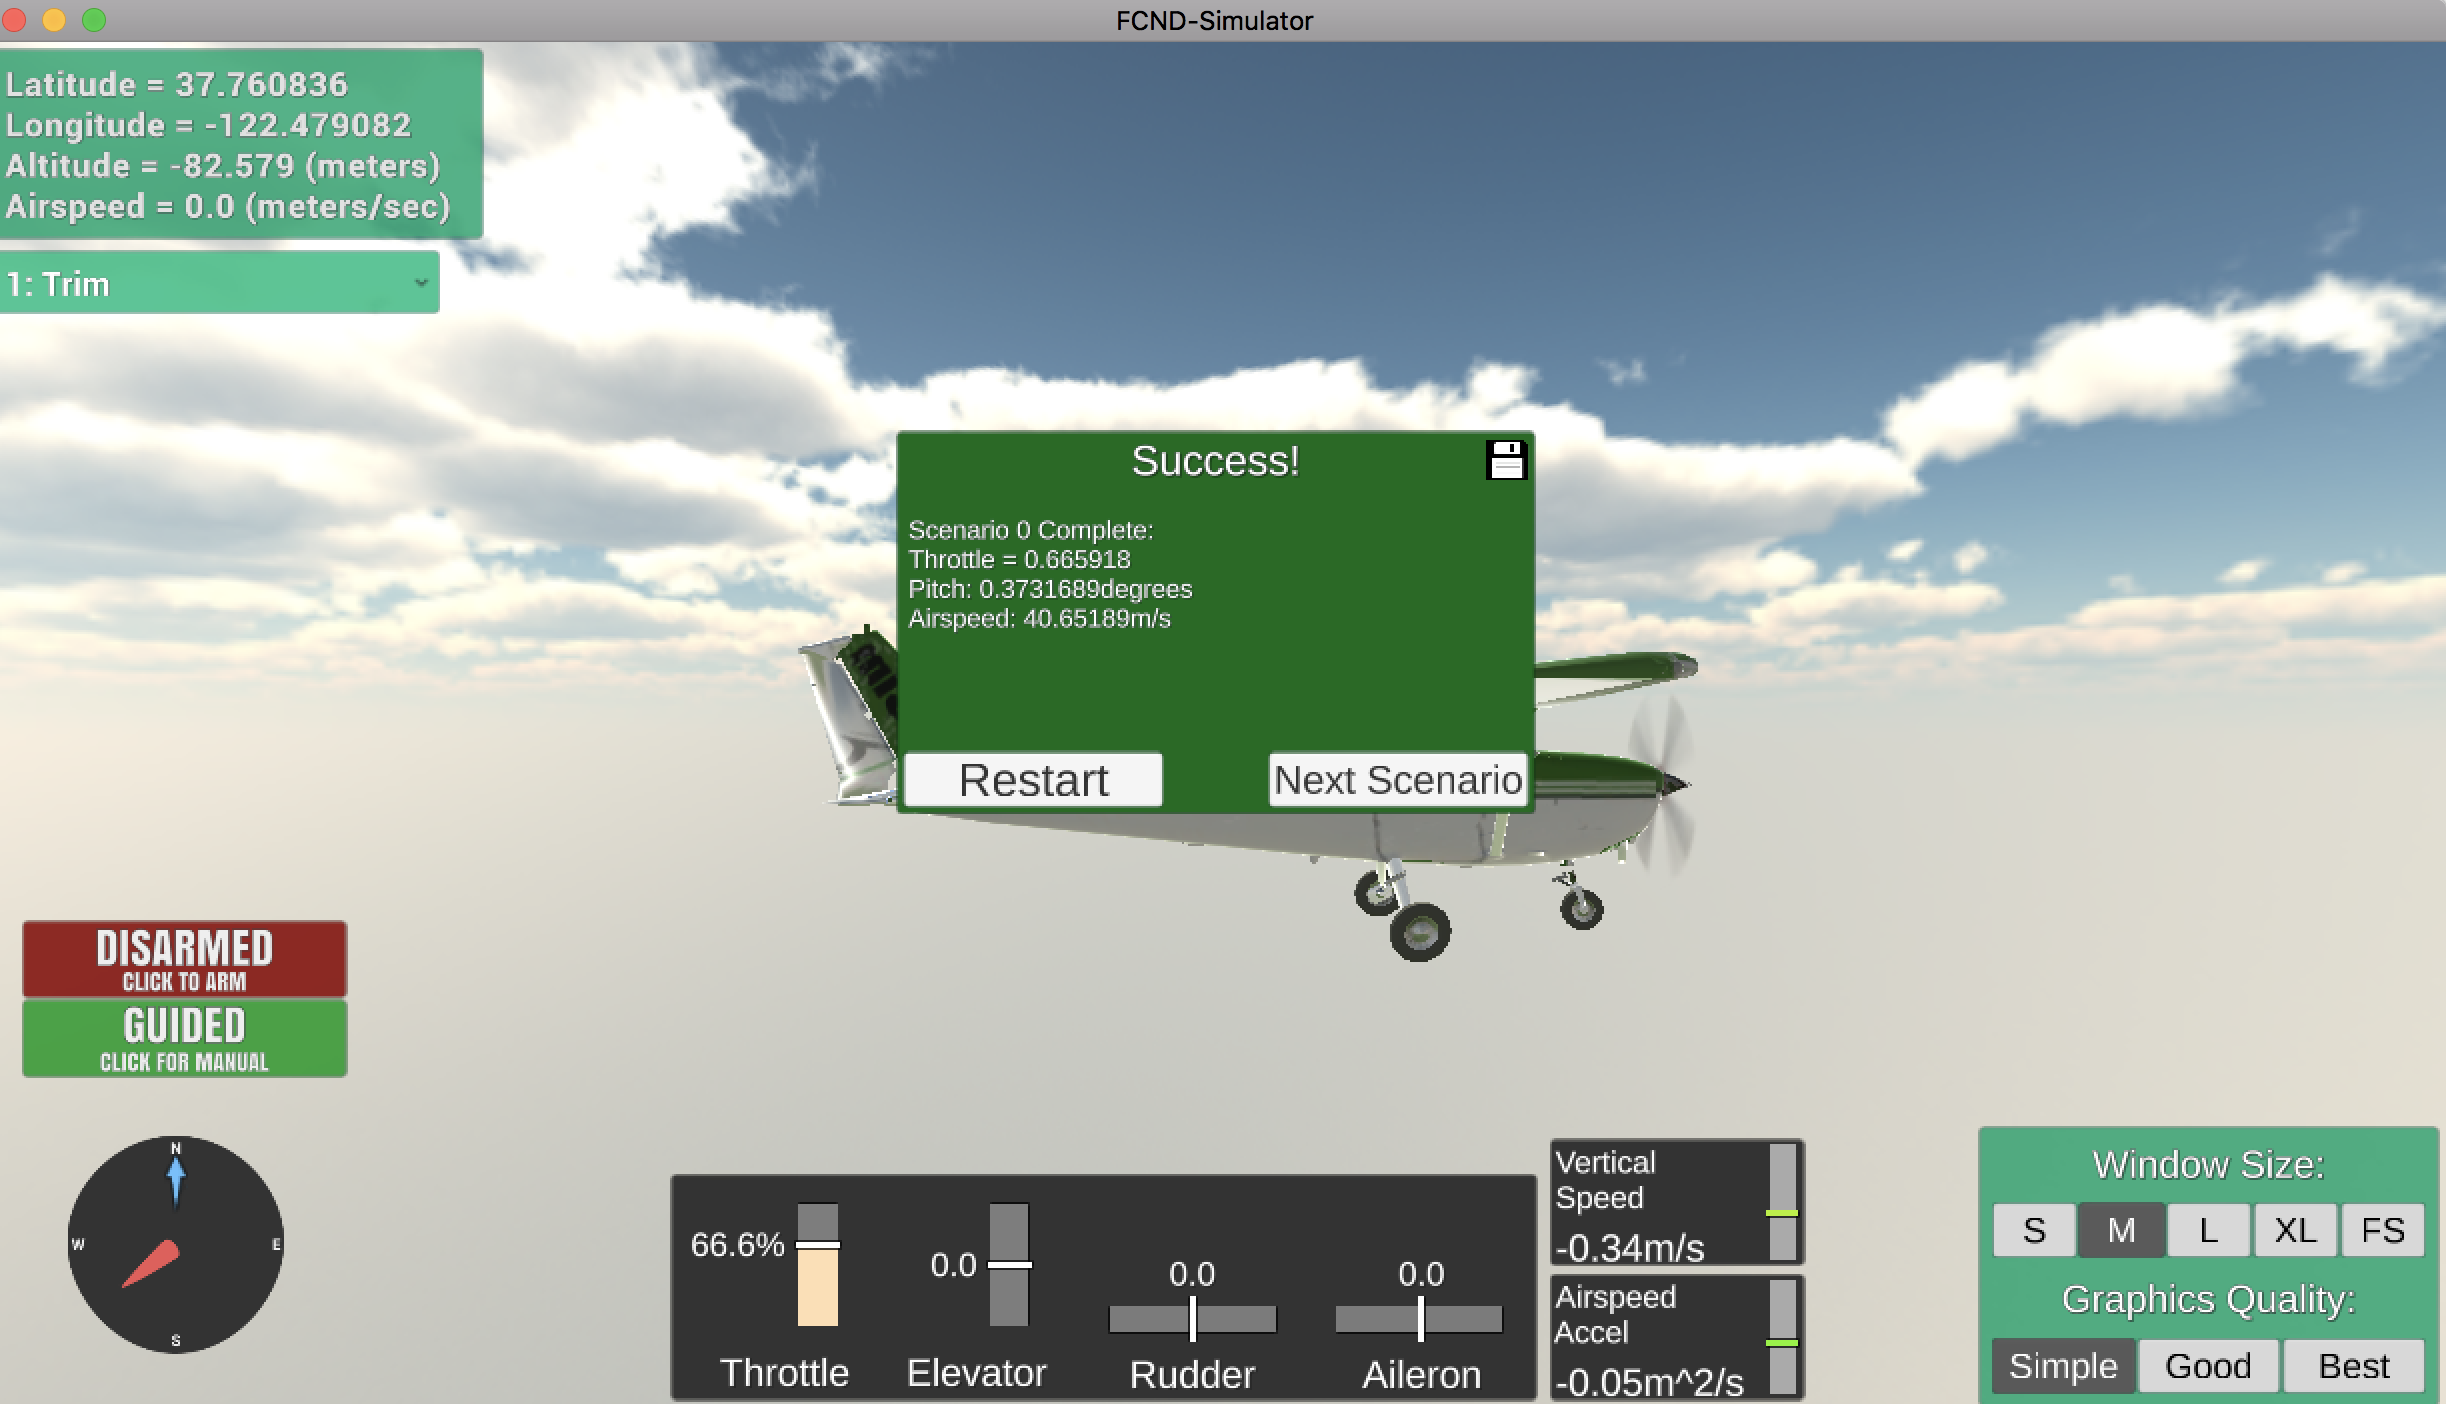 FCND-Simulator
Latitude = 37.760836
Longitude = -122.479082
Altitude = -82.579 (meters)
Airspeed = 0.0 (meters/sec)
1: Trim
Success!
Scenario 0 Complete:
Throttle = 0.665918
Pitch: 0.3731689degrees
Airspeed: 40.65189m/s
Restart
Next Scenario
DISARMED
CLICK TO ARM
GUIDED
CLICK FOR MANUAL
N
W
E
S
66.6%
0.0
0.0
0.0
Throttle
Elevator
Rudder
Aileron
Vertical
Speed
-0.34m/s
Airspeed
Accel
-0.05m^2/s
Window Size:
S M L XL FS
Graphics Quality:
Simple Good Best